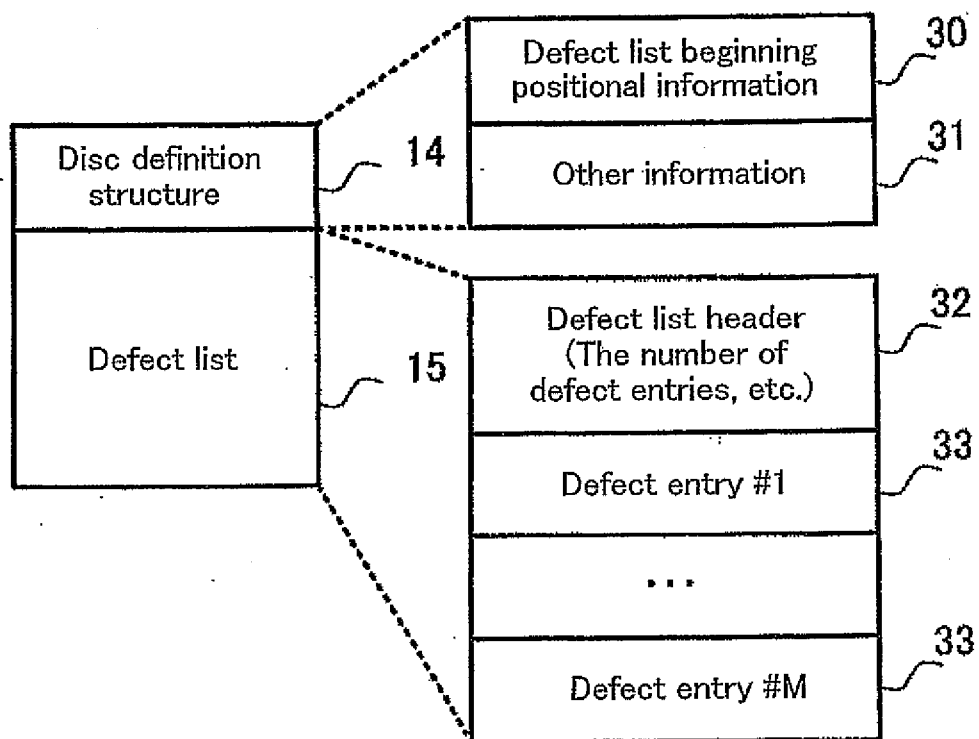 Disc definition
structure
14
Defect list
15
Defect list beginning
positional information
30
Other information
31
Defect list header
(The number of
defect entries, etc.)
32
Defect entry #1
33
...
Defect entry #M
33